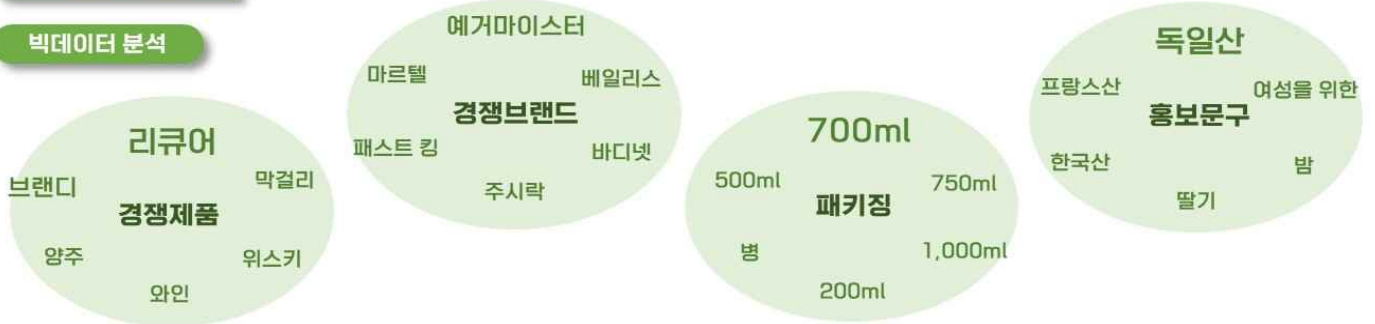 빅데이터 분석
리큐어
브랜디
막걸리
경쟁제품
양주
위스키
와인
예거마이스터
마르텔
베일리스
경쟁브랜드
패스트 킹
바디넷
주시락
700ml
500ml
750ml
패키징
병
1,000ml
200ml
독일산
프랑스산
여성을 위한
홍보문구
한국산
밤
딸기